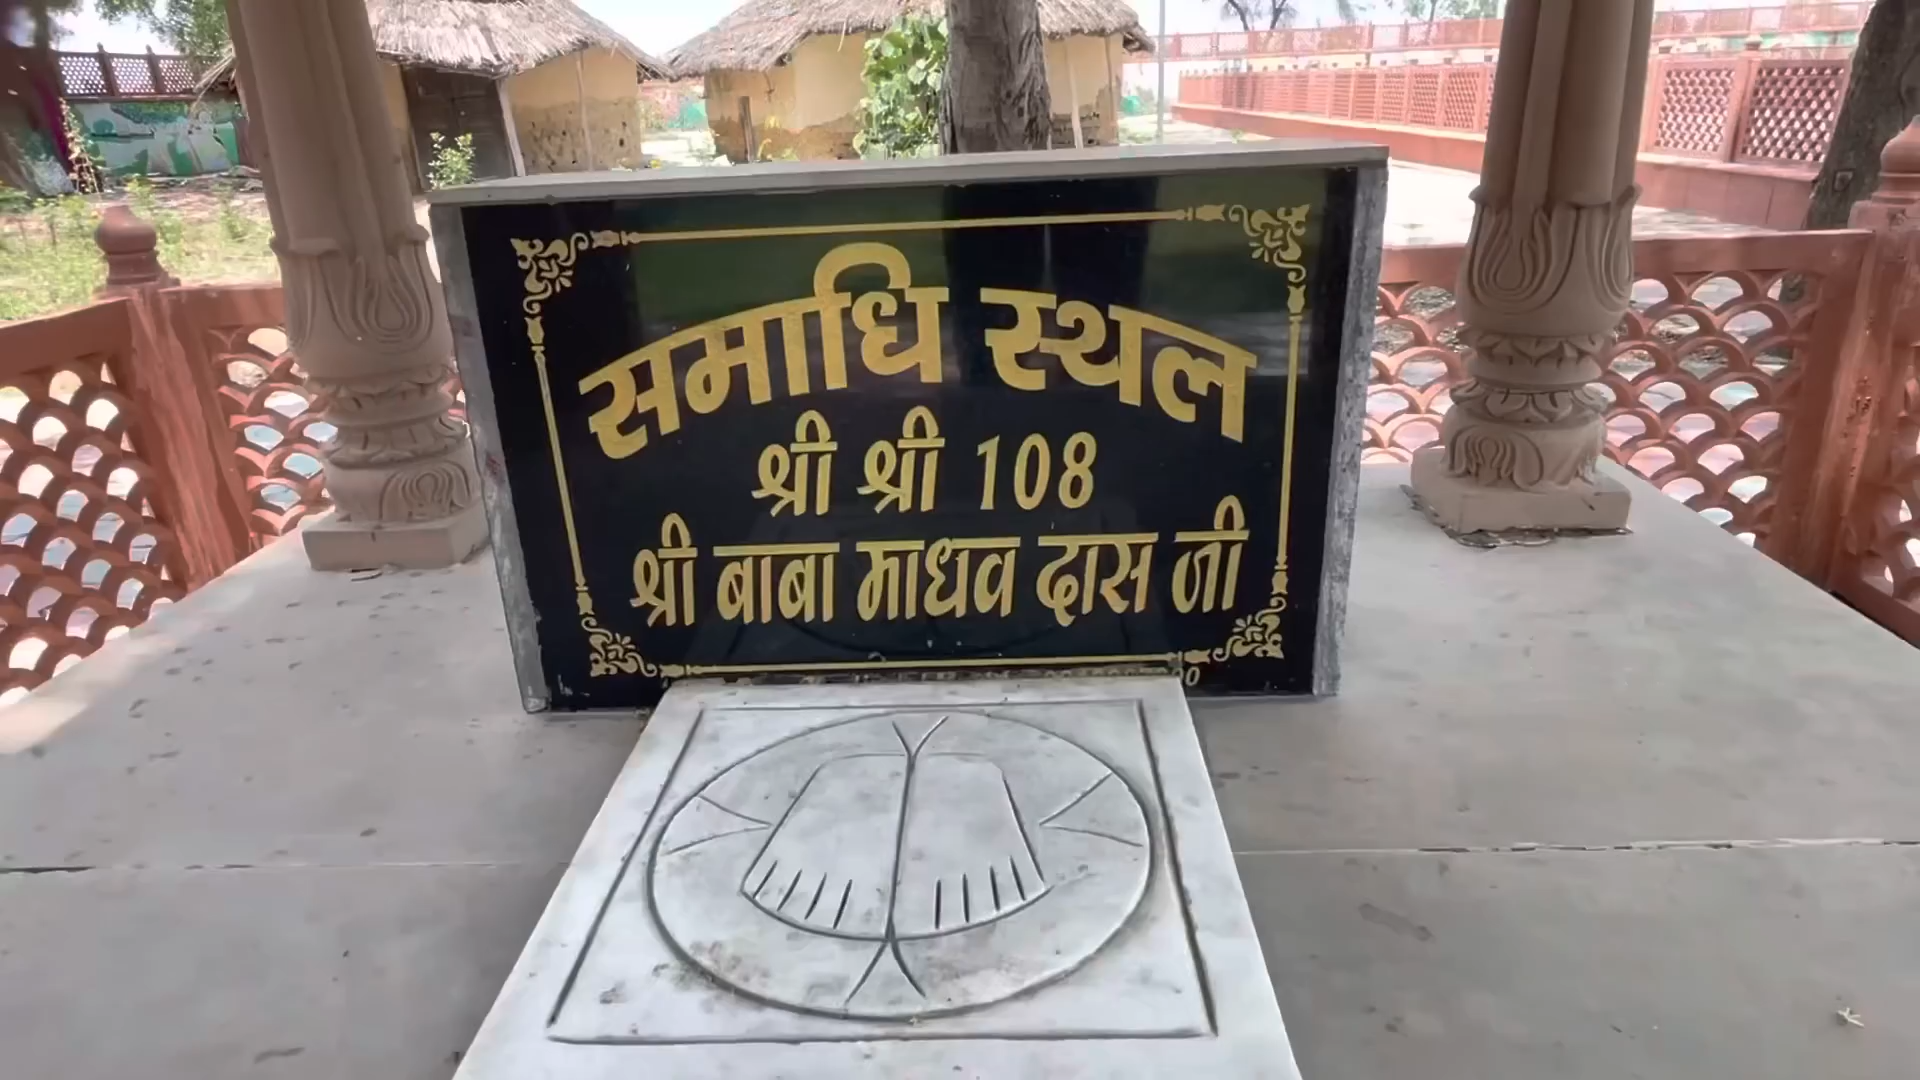 समाधि स्थल
श्री श्री 108
श्री बाबा माधव दास जी